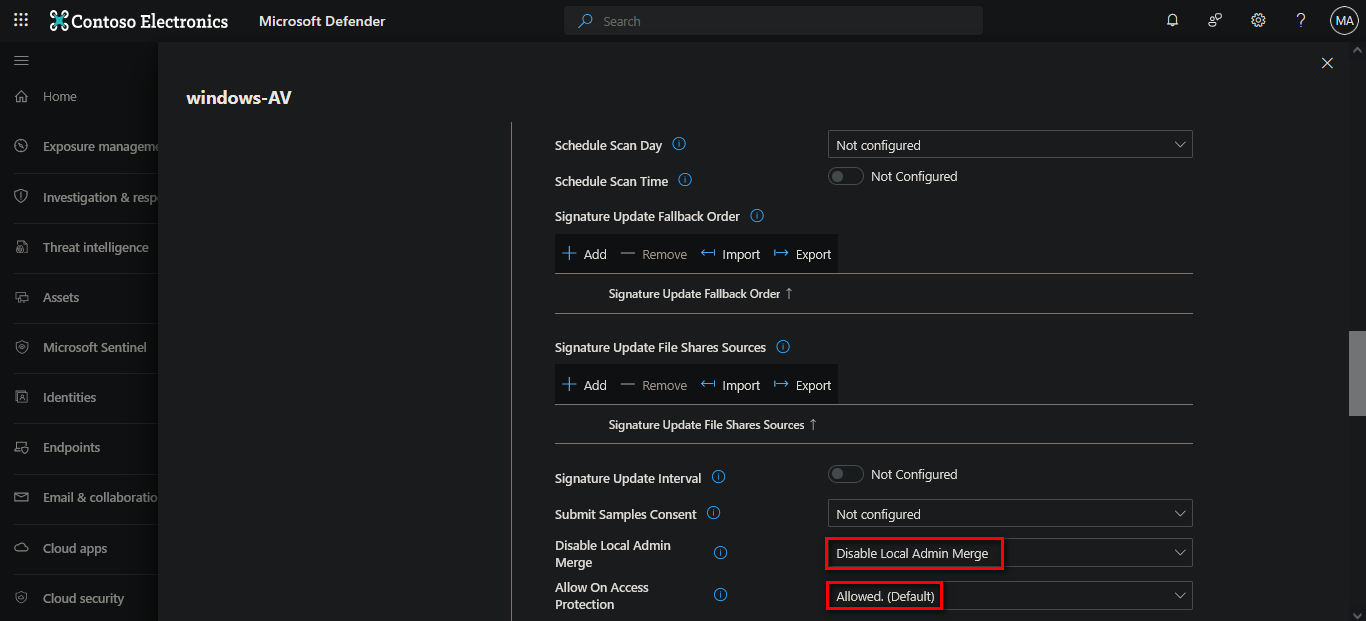 Contoso Electronics
Microsoft Defender
Search
?
MA
Home
Exposure manageme
Investigation & resp
Threat intelligence
Assets
Microsoft Sentinel
Identities
Endpoints
Email & collaboratio
Cloud apps
Cloud security
windows-AV
Schedule Scan Day
Not configured
Schedule Scan Time
Not Configured
Signature Update Fallback Order
Add Remove Import Export
Signature Update Fallback Order ↑
Signature Update File Shares Sources
Add Remove Import Export
Signature Update File Shares Sources ↑
Signature Update Interval
Not Configured
Submit Samples Consent
Not configured
Disable Local Admin
Merge
Disable Local Admin Merge
Allow On Access
Protection
Allowed. (Default)